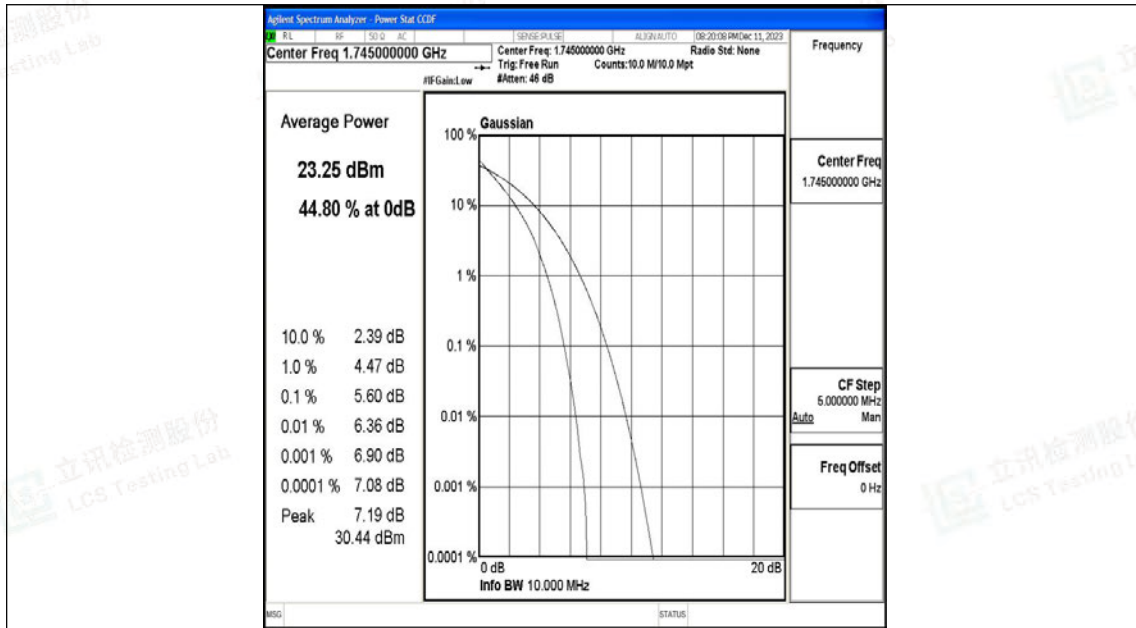 Agilent Spectrum Analyzer - Power Stat CCDF
RL RF 50 Ω AC SENSE:PULSE ALIGNAUTO 08:20:08 PM Dec 11, 2023
Center Freq 1.745000000 GHz
Center Freq: 1.745000000 GHz Radio Std: None
Trig: Free Run Counts:10.0 M/10.0 Mpt
#IFGain:Low #Atten: 46 dB
Frequency
Average Power
23.25 dBm
44.80 % at 0dB
10.0 % 2.39 dB
1.0 % 4.47 dB
0.1 % 5.60 dB
0.01 % 6.36 dB
0.001 % 6.90 dB
0.0001 % 7.08 dB
Peak 7.19 dB
30.44 dBm
Gaussian
100 %
10 %
1 %
0.1 %
0.01 %
0.001 %
0.0001 %
0 dB 20 dB
Info BW 10.000 MHz
Center Freq
1.745000000 GHz
CF Step
5.000000 MHz
Auto Man
Freq Offset
0 Hz
MSG STATUS
立讯检测股份
LCS Testing Lab
立讯检测股份
LCS Testing L